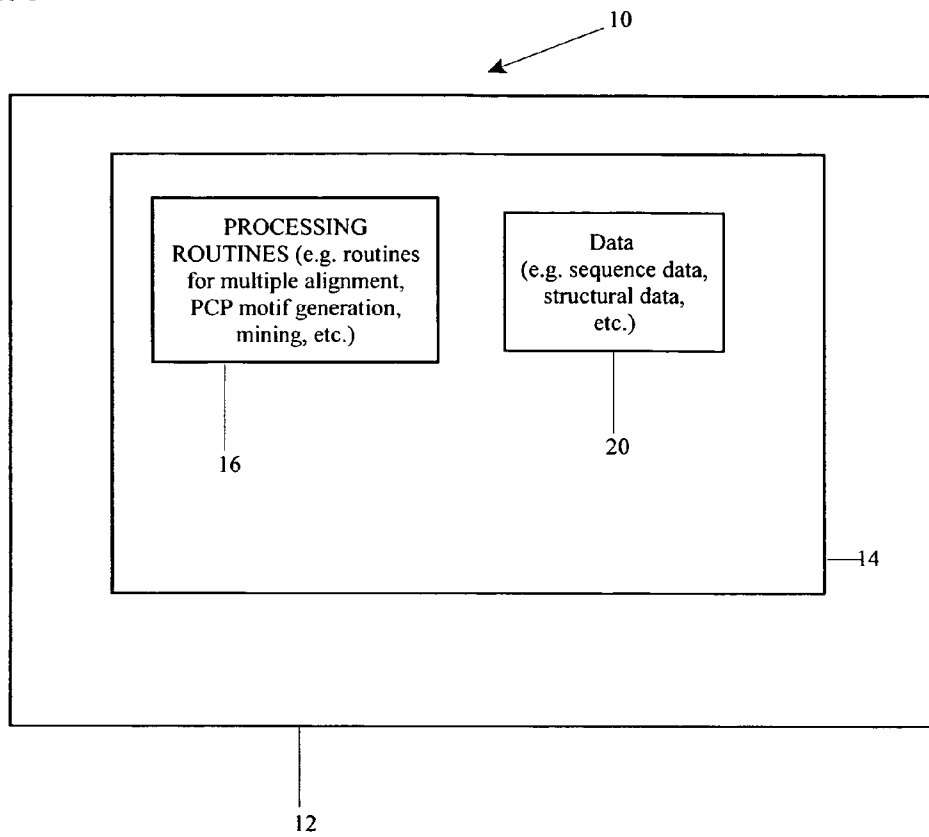 10
PROCESSING
ROUTINES (e.g. routines
for multiple alignment,
PCP motif generation,
mining, etc.)
Data
(e.g. sequence data,
structural data,
etc.)
16
20
14
12